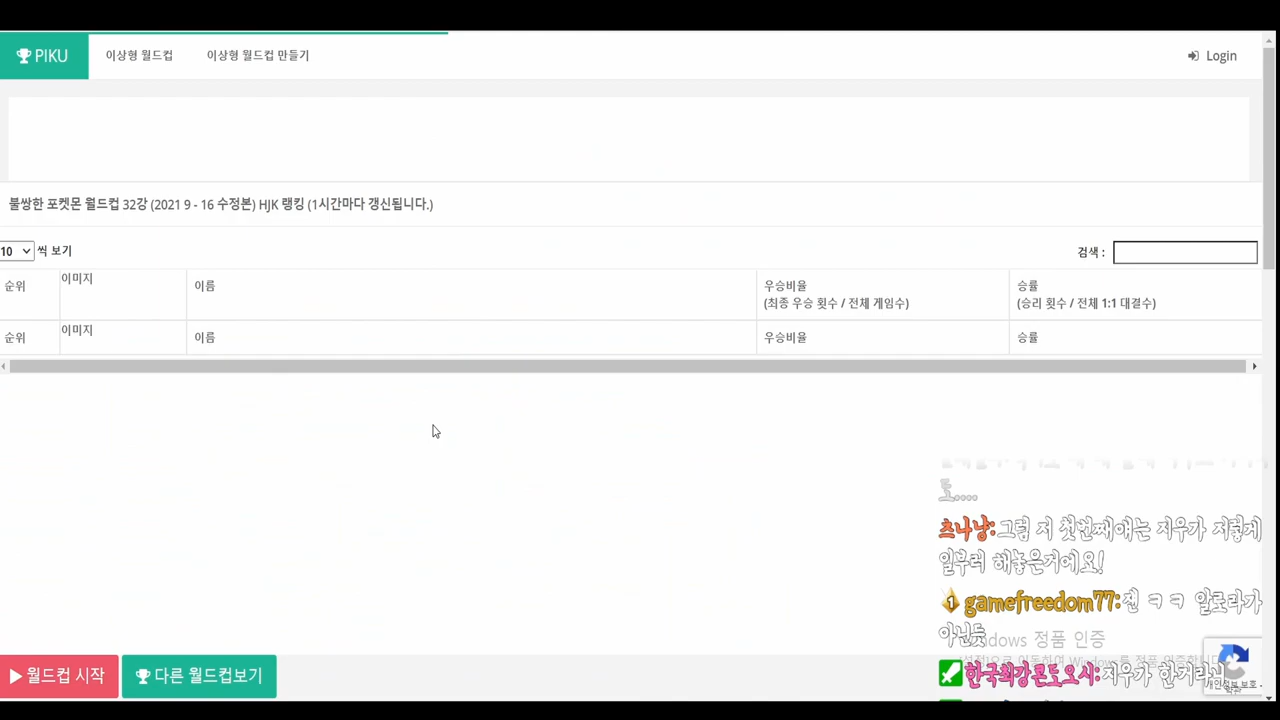 PIKU
이상형 월드컵
이상형 월드컵 만들기
Login
불쌍한 포켓몬 월드컵 32강 (2021 9 - 16 수정본) HJK 랭킹 (1시간마다 갱신됩니다.)
10 씩 보기
검색 :
순위 이미지 이름 우승비율 승률
(최종 우승 횟수 / 전체 게임수) (승리 횟수 / 전체 1:1 대결수)
순위 이미지 이름 우승비율 승률
토....
츠나냥:그럼 저 첫번째애는 지우가 저렇게
일부러 해놓은거에요!
gamefreedom77:쟨 ㅋㅋ 알로라가
아닌듯
Windows 정품 인증
한국최강콘도오시:지우가 한거라니
월드컵 시작
다른 월드컵보기